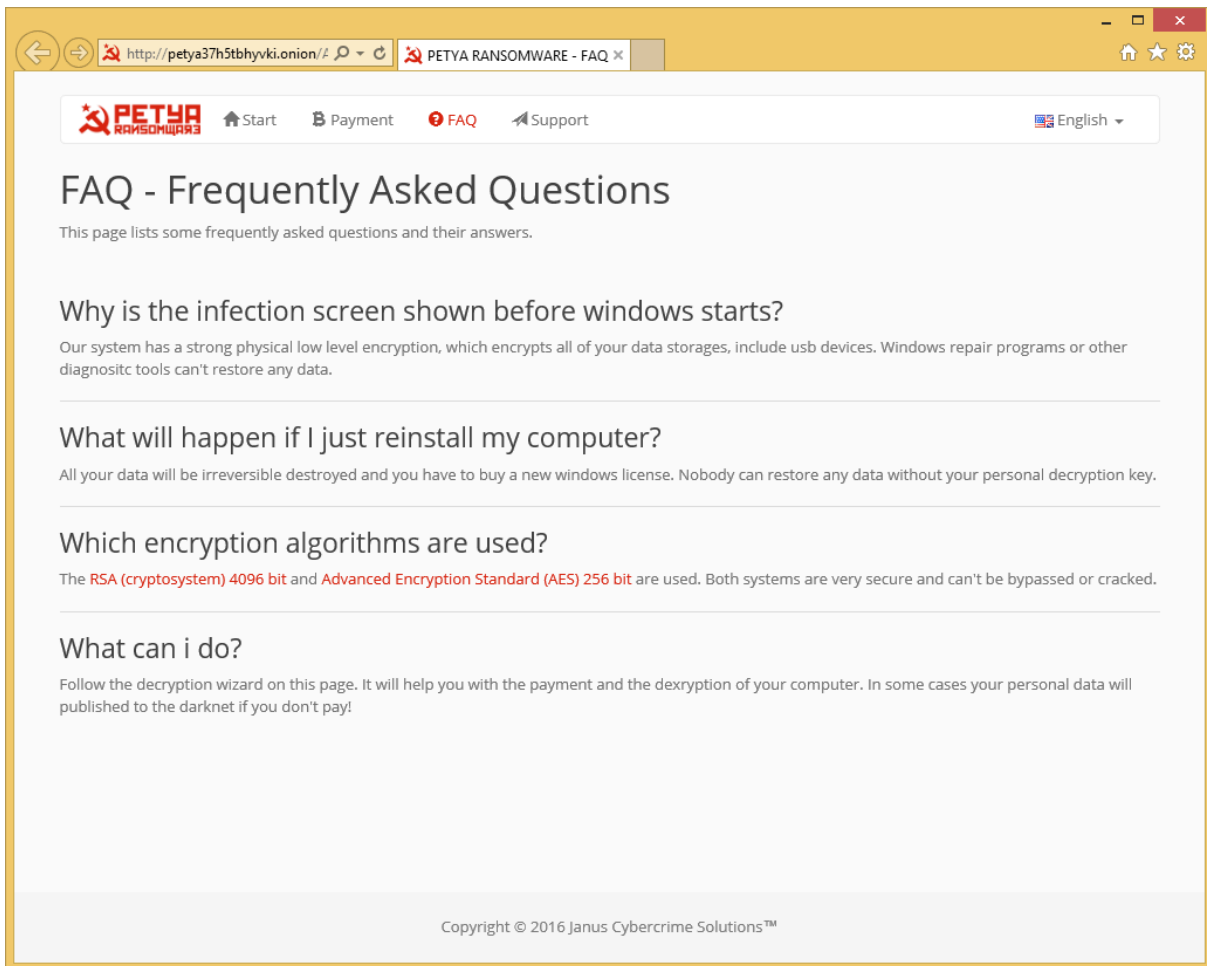 http://petya37h5tbhyvki.onion/
PETYA RANSOMWARE - FAQ
PETYA
RANSOMWARE
Start
Payment
FAQ
Support
English
FAQ - Frequently Asked Questions
This page lists some frequently asked questions and their answers.
Why is the infection screen shown before windows starts?
Our system has a strong physical low level encryption, which encrypts all of your data storages, include usb devices. Windows repair programs or other
diagnositc tools can't restore any data.
What will happen if I just reinstall my computer?
All your data will be irreversible destroyed and you have to buy a new windows license. Nobody can restore any data without your personal decryption key.
Which encryption algorithms are used?
The RSA (cryptosystem) 4096 bit and Advanced Encryption Standard (AES) 256 bit are used. Both systems are very secure and can't be bypassed or cracked.
What can i do?
Follow the decryption wizard on this page. It will help you with the payment and the dexryption of your computer. In some cases your personal data will
published to the darknet if you don't pay!
Copyright © 2016 Janus Cybercrime Solutions™